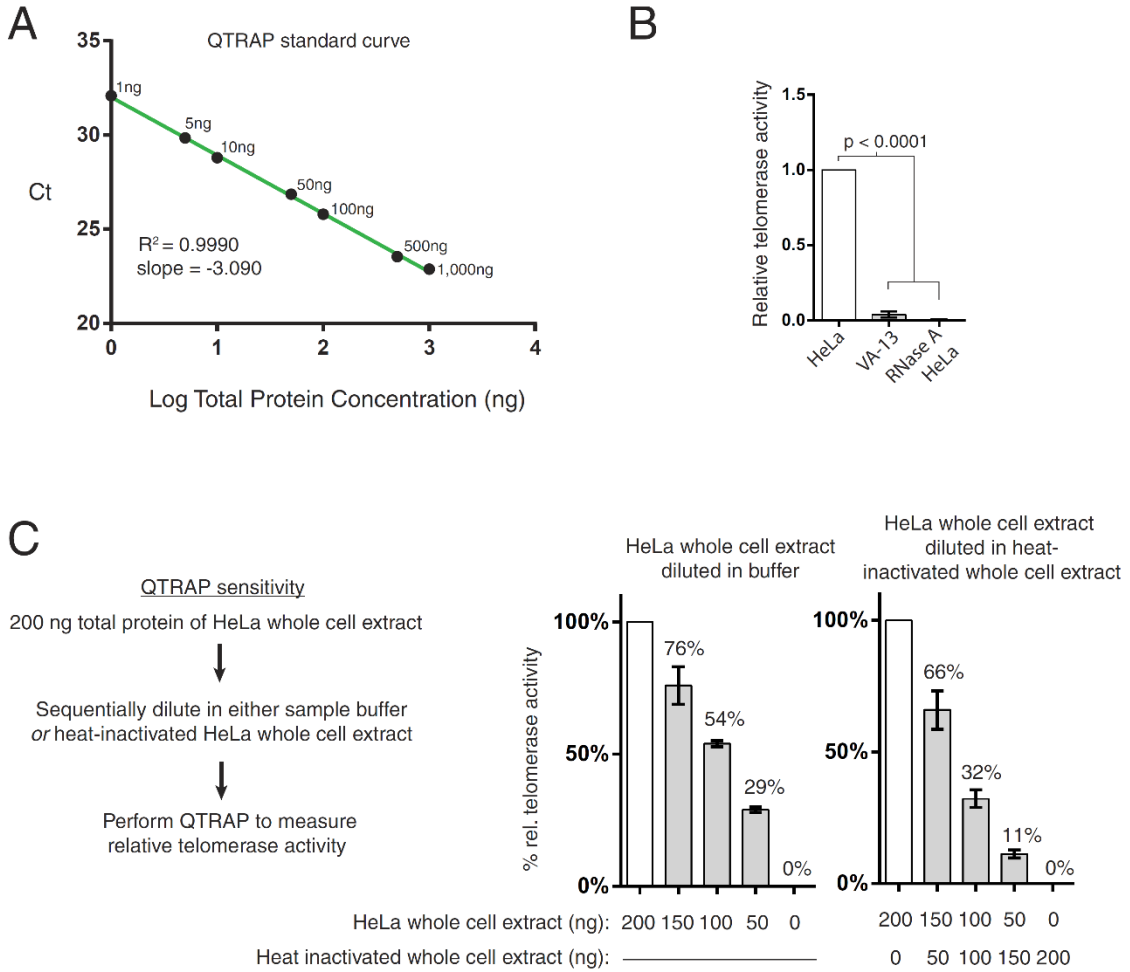 A
QTRAP standard curve
35
30
25
20
Ct
1ng
5ng
10ng
50ng
100ng
500ng
1,000ng
R² = 0.9990
slope = -3.090
0 1 2 3 4
Log Total Protein Concentration (ng)
B
Relative telomerase activity
1.5
1.0
0.5
0.0
p < 0.0001
HeLa
VA-13
RNase A
HeLa
C
QTRAP sensitivity
200 ng total protein of HeLa whole cell extract
Sequentially dilute in either sample buffer
or heat-inactivated HeLa whole cell extract
Perform QTRAP to measure
relative telomerase activity
HeLa whole cell extract
diluted in buffer
% rel. telomerase activity
100%
50%
0%
76%
54%
29%
0%
HeLa whole cell extract
diluted in heat-
inactivated whole cell extract
100%
50%
0%
66%
32%
11%
0%
HeLa whole cell extract (ng): 200 150 100 50 0 200 150 100 50 0
Heat inactivated whole cell extract (ng): 0 50 100 150 200